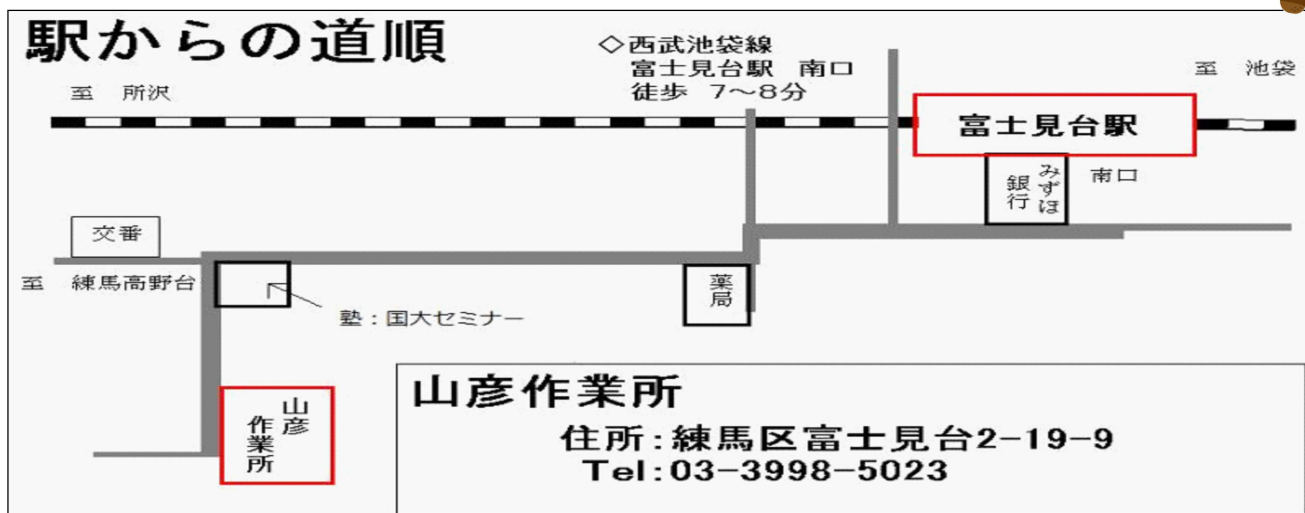 駅からの道順
◇西武池袋線
富士見台駅 南口
徒歩 7～8分
至 所沢
至 池袋
富士見台駅
みずほ
銀行
南口
交番
至 練馬高野台
塾：国大セミナー
薬局
山彦
作業所
山彦作業所
住所:練馬区富士見台2-19-9
Tel:03-3998-5023